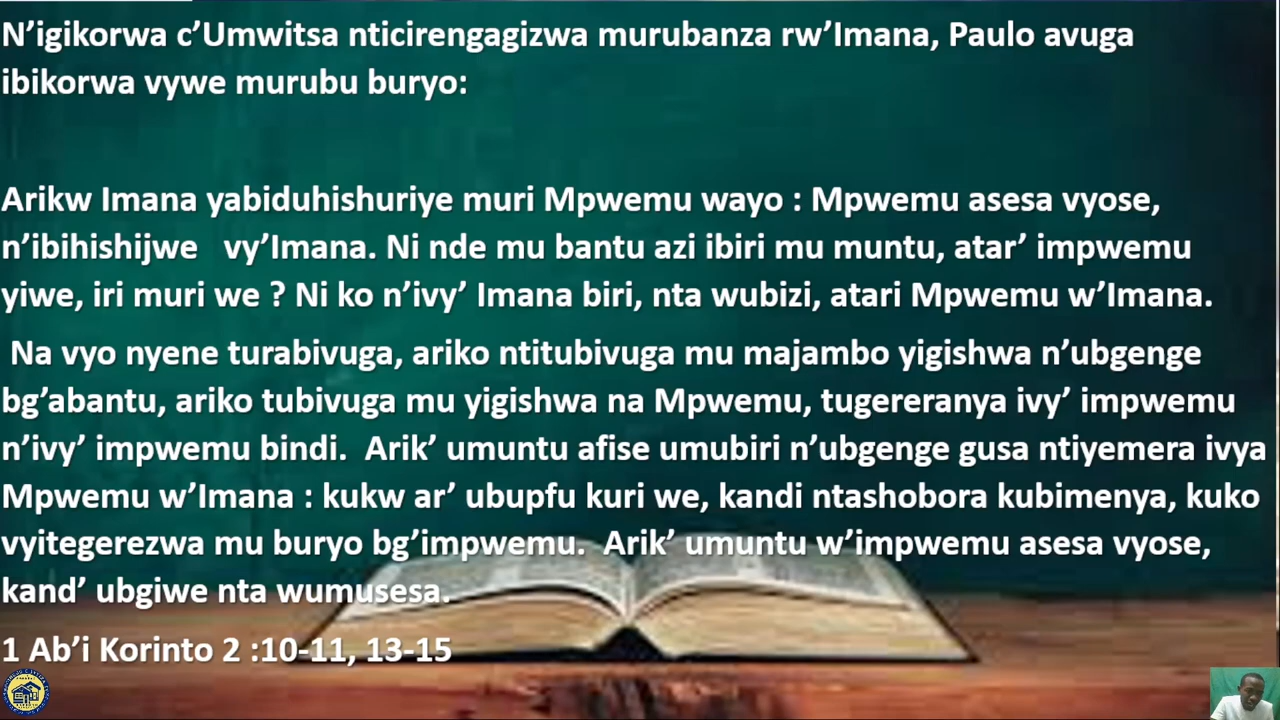 N’igikorwa c’Umwitsa nticirengagizwa murubanza rw’Imana, Paulo avuga
ibikorwa vywe murubu buryo:
Arikw Imana yabiduhishuriye muri Mpwemu wayo : Mpwemu asesa vyose,
n’ibihishijwe vy’Imana. Ni nde mu bantu azi ibiri mu muntu, atar’ impwemu
yiwe, iri muri we ? Ni ko n’ivy’ Imana biri, nta wubizi, atari Mpwemu w’Imana.
Na vyo nyene turabivuga, ariko ntitubivuga mu majambo yigishwa n’ubgenge
bg’abantu, ariko tubivuga mu yigishwa na Mpwemu, tugereranya ivy’ impwemu
n’ivy’ impwemu bindi. Arik’ umuntu afise umubiri n’ubgenge gusa ntiyemera ivya
Mpwemu w’Imana : kukw ar’ ubupfu kuri we, kandi ntashobora kubimenya, kuko
vyitegerezwa mu buryo bg’impwemu. Arik’ umuntu w’impwemu asesa vyose,
kand’ ubgiwe nta wumusesa.
1 Ab’i Korinto 2 :10-11, 13-15